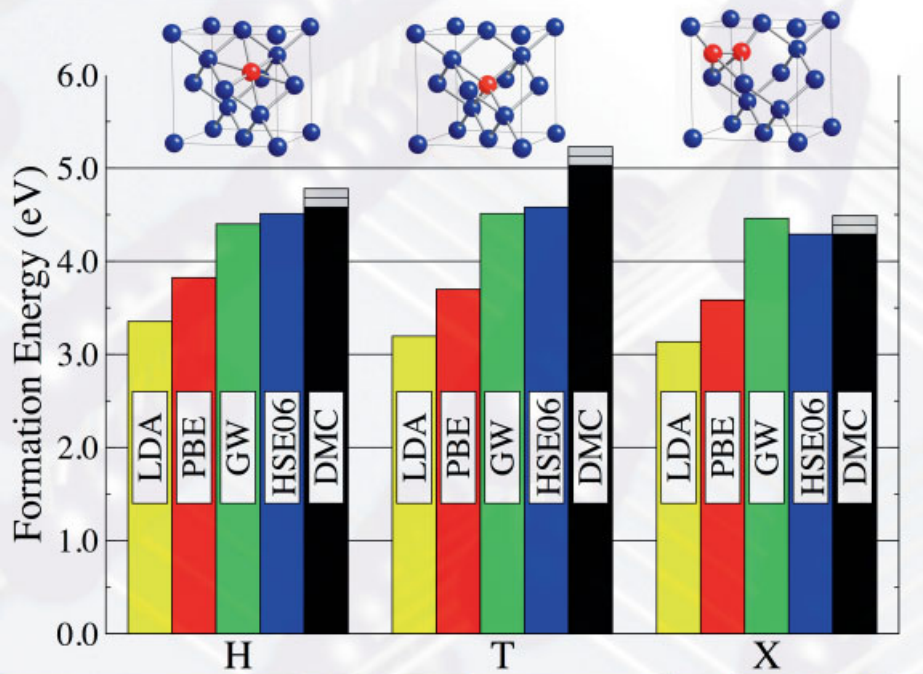 Formation Energy (eV)
6.0
5.0
4.0
3.0
2.0
1.0
0.0
LDA
PBE
GW
HSE06
DMC
LDA
PBE
GW
HSE06
DMC
LDA
PBE
GW
HSE06
DMC
H
T
X